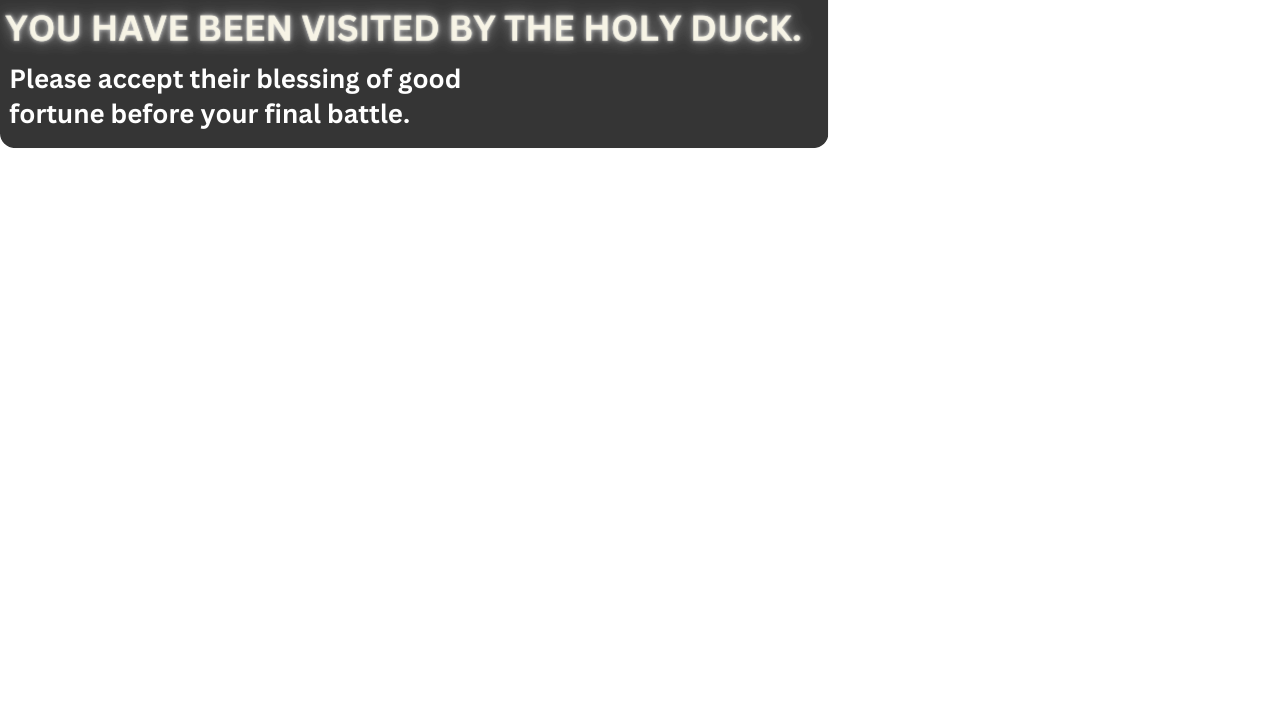 YOU HAVE BEEN VISITED BY THE HOLY DUCK.
Please accept their blessing of good
fortune before your final battle.